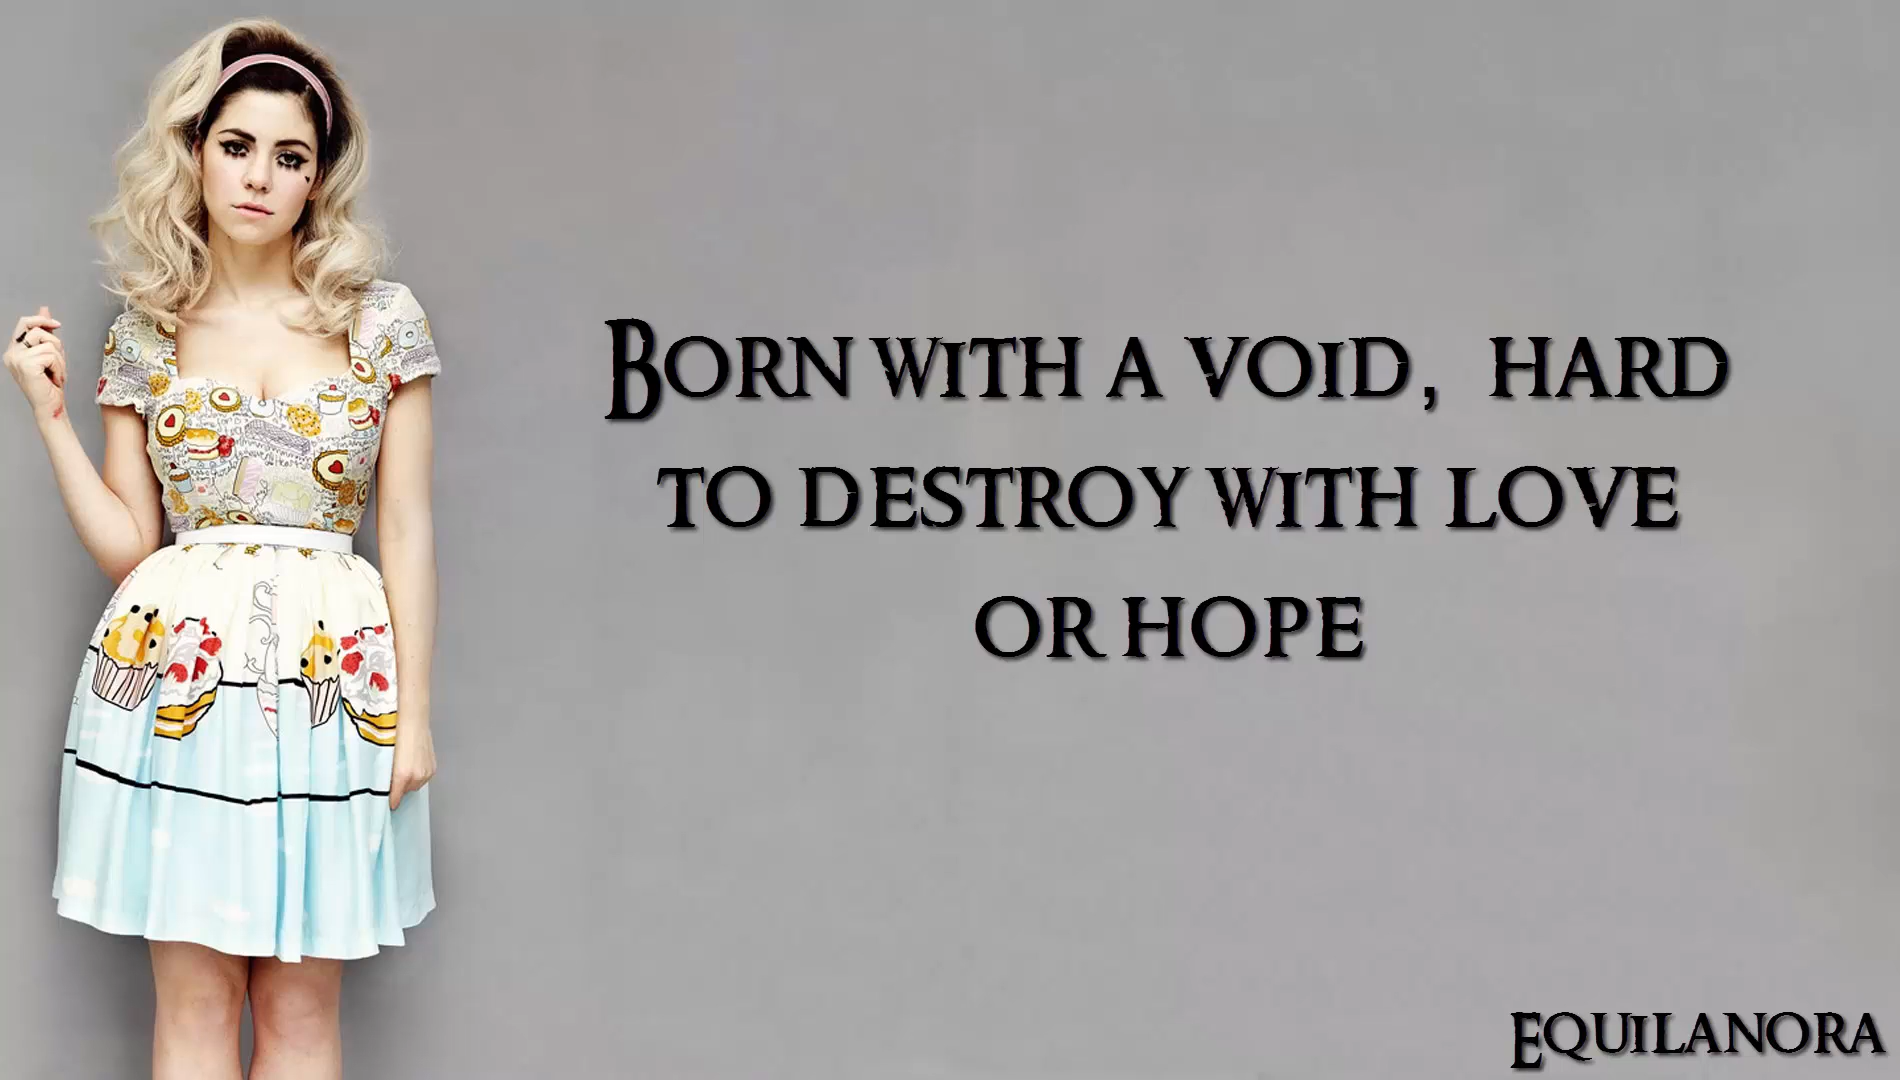 Born with a void, hard
to destroy with love
or hope
Equilanora